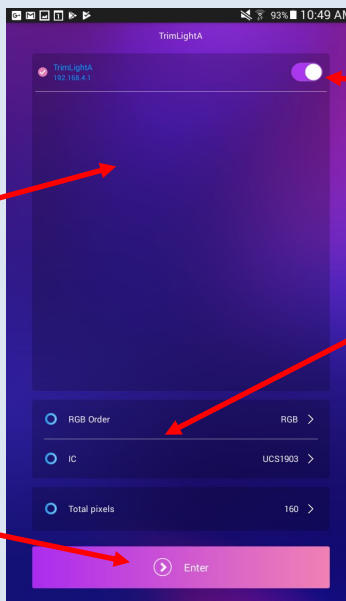 93% 10:49 AM
TrimLightA
TrimLightA
192.168.4.1
RGB Order RGB
IC UCS1903
Total pixels 160
Enter